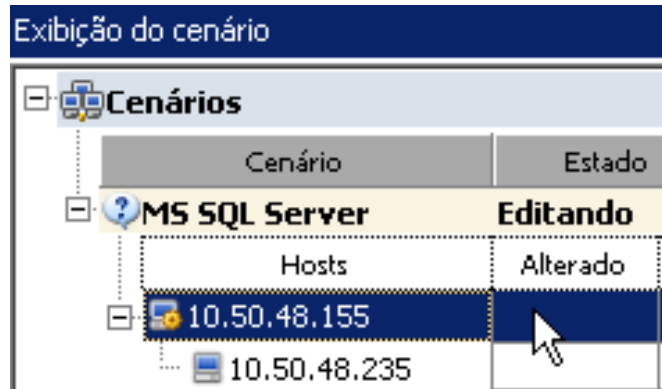 Exibição do cenário
Cenários
Cenário Estado
MS SQL Server Editando
Hosts Alterado
10.50.48.155
10.50.48.235